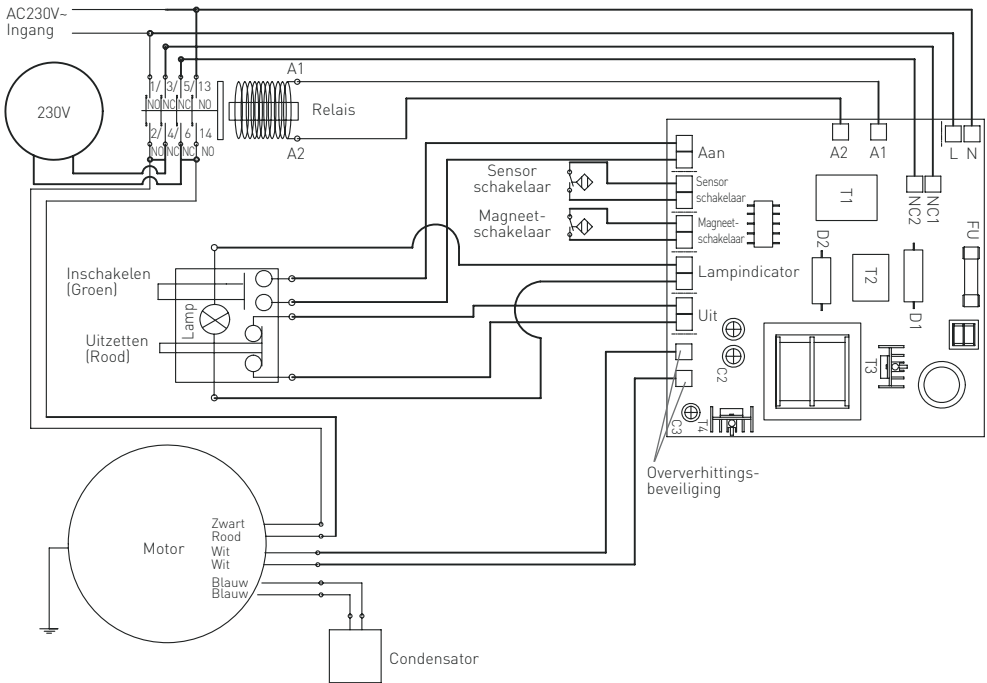 AC230V~
Ingang
230V
1/ 3/ 5/ 13
NO NC NC NO
2/ 4/ 6 14
NO NC NC NO
A1
Relais
A2
A2 A1
L N
Aan
Sensor
schakelaar
Sensor
schakelaar
Magneet-
schakelaar
Magneet-
schakelaar
T1
NC2 NC1
FU
D2
T2
D1
Lampindicator
Inschakelen
(Groen)
Lamp
Uit
Uitzetten
(Rood)
C2
T3
C3
T4
Oververhittings-
beveiliging
Motor
Zwart
Rood
Wit
Wit
Blauw
Blauw
Condensator